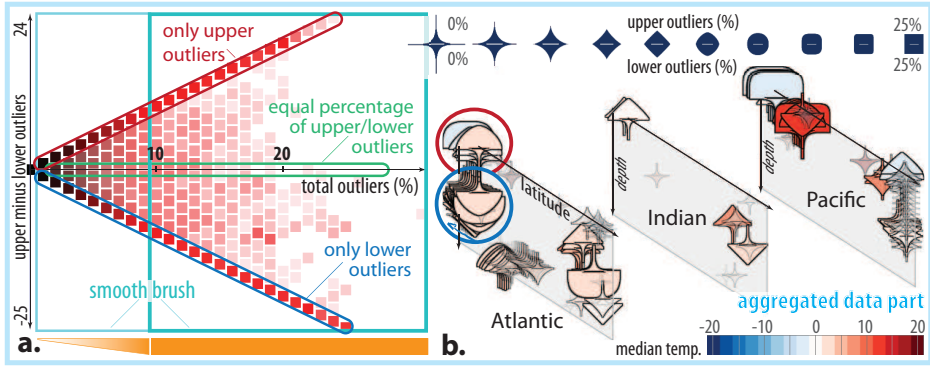 24
upper minus lower outliers
-25
only upper
outliers
equal percentage
of upper/lower
outliers
10
20
total outliers (%)
only lower
outliers
smooth brush
a.
0%
0%
upper outliers (%)
lower outliers (%)
25%
25%
depth
latitude
depth
depth
Atlantic
Indian
Pacific
aggregated data part
b.
median temp.
-20
-10
0
10
20